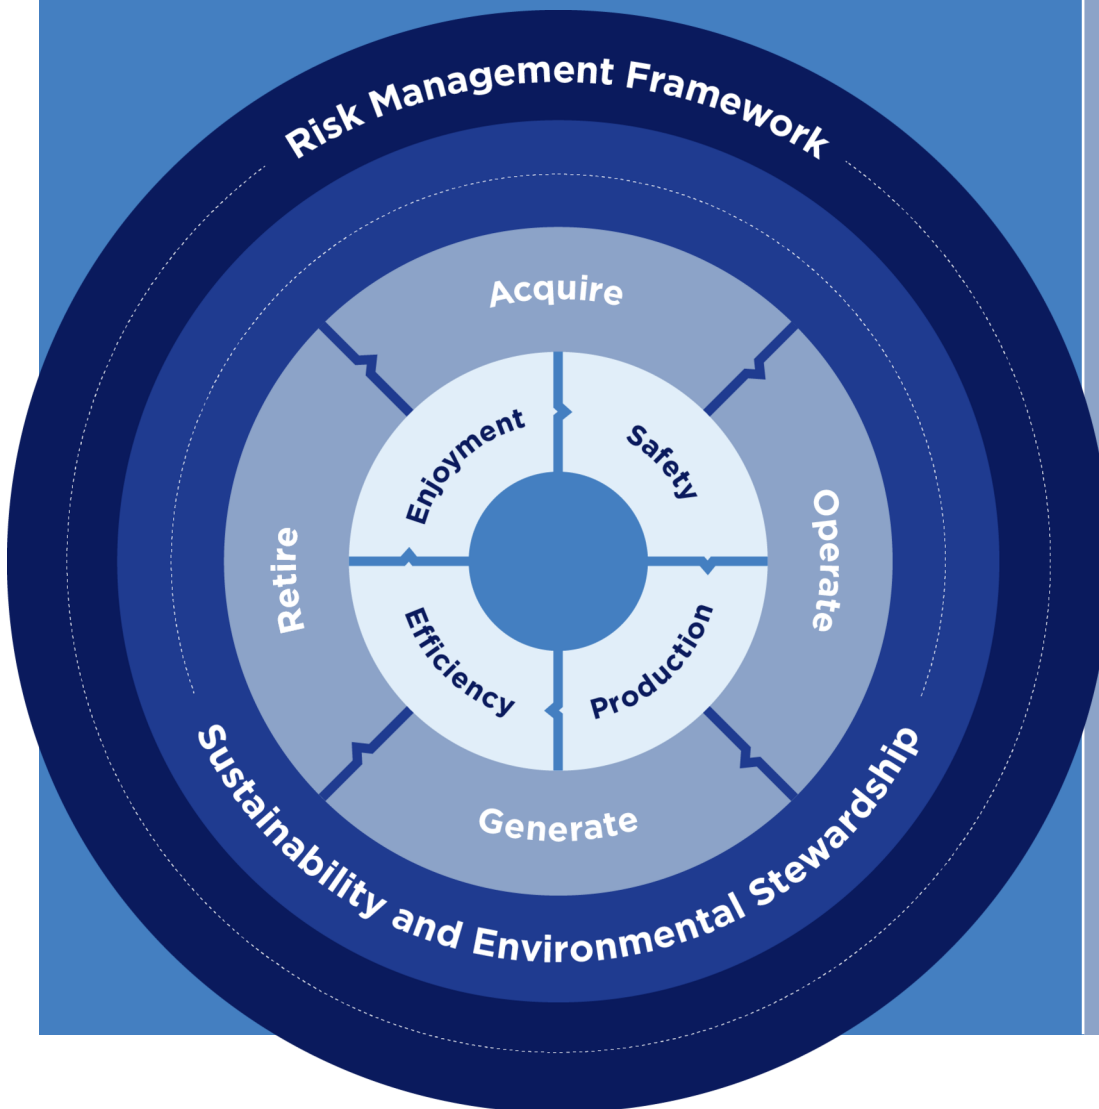 Risk Management Framework
Acquire
Operate
Generate
Retire
Enjoyment
Safety
Production
Efficiency
Sustainability and Environmental Stewardship